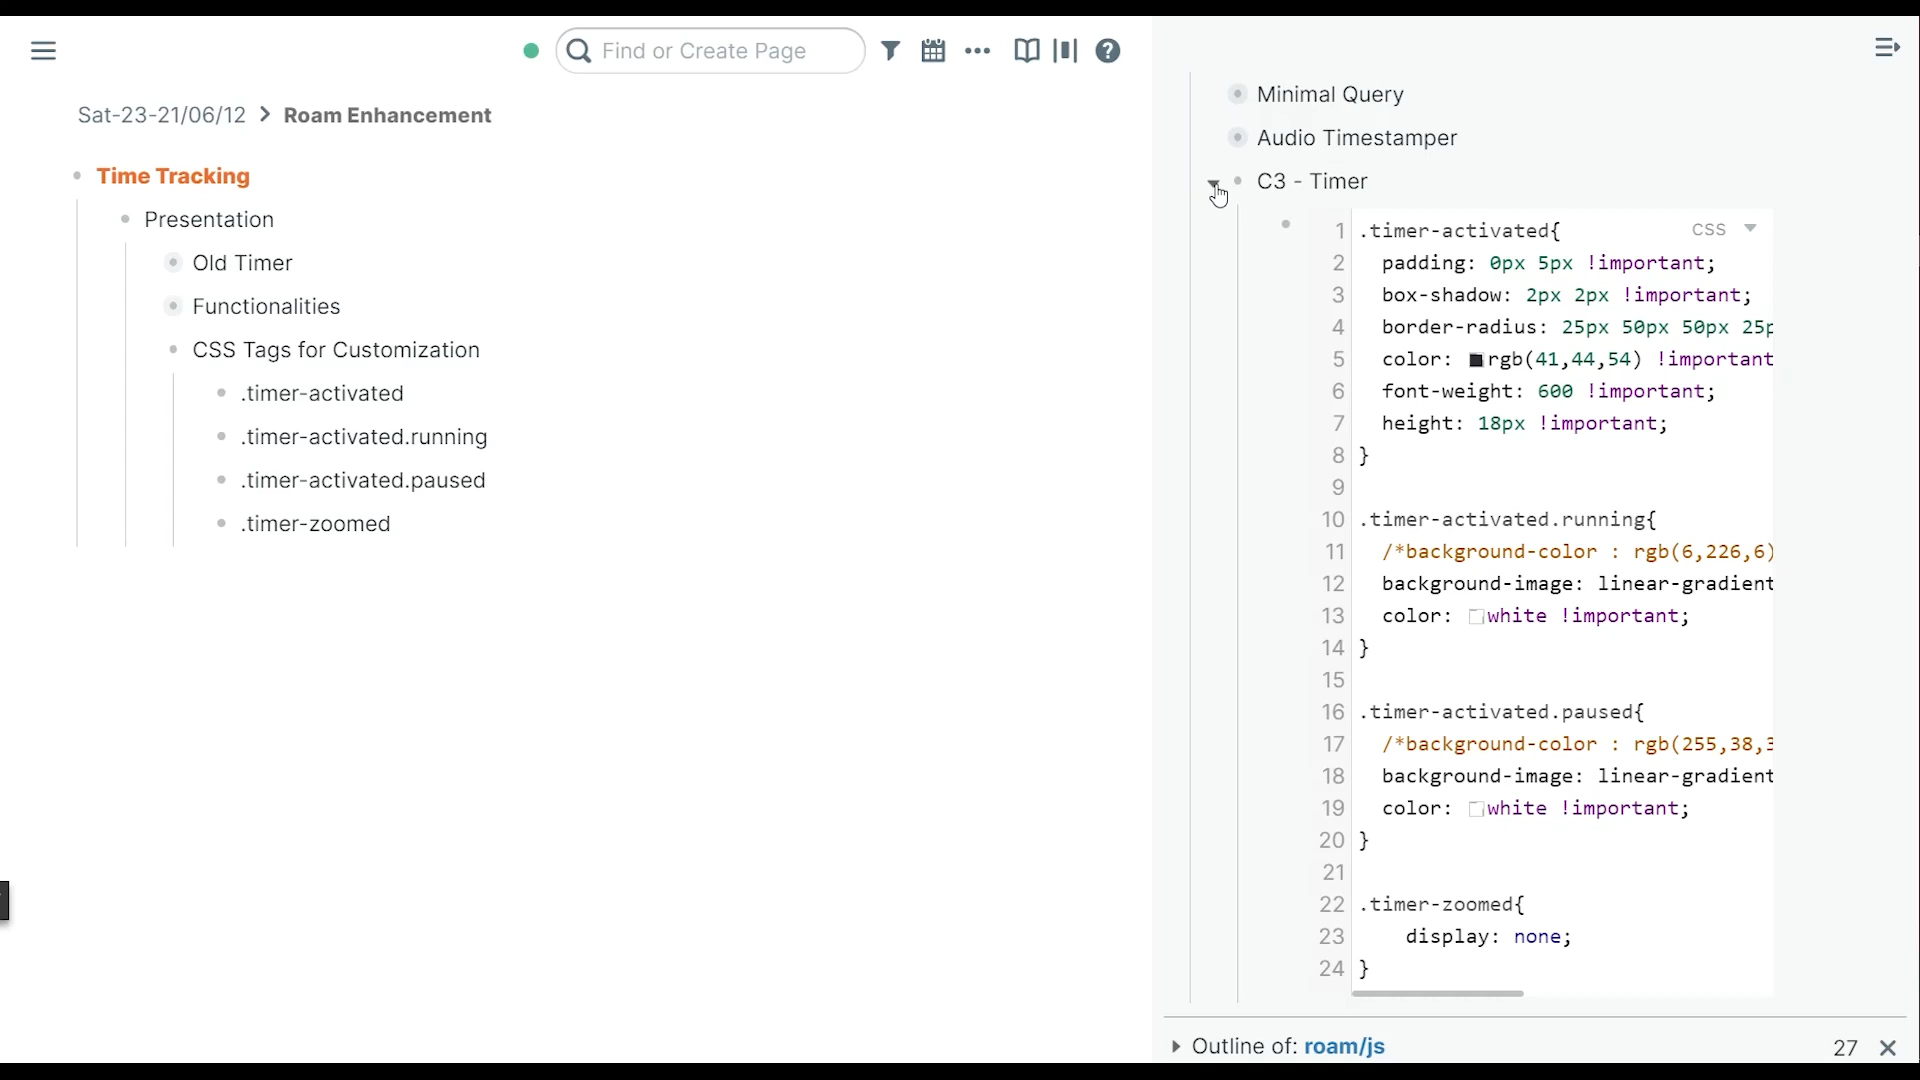 Find or Create Page
Sat-23-21/06/12 > Roam Enhancement
Time Tracking
Presentation
Old Timer
Functionalities
CSS Tags for Customization
.timer-activated
.timer-activated.running
.timer-activated.paused
.timer-zoomed
Minimal Query
Audio Timestamper
C3 - Timer
CSS
1 .timer-activated{
2 padding: 0px 5px !important;
3 box-shadow: 2px 2px !important;
4 border-radius: 25px 50px 50px 25p
5 color: rgb(41,44,54) !important
6 font-weight: 600 !important;
7 height: 18px !important;
8 }
9
10 .timer-activated.running{
11 /*background-color : rgb(6,226,6)
12 background-image: linear-gradient
13 color: white !important;
14 }
15
16 .timer-activated.paused{
17 /*background-color : rgb(255,38,3
18 background-image: linear-gradient
19 color: white !important;
20 }
21
22 .timer-zoomed{
23 display: none;
24 }
Outline of: roam/js
27